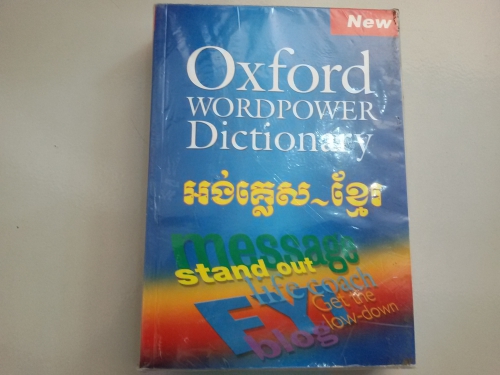 New
Oxford
WORDPOWER
Dictionary
អង់គ្លេស~ខ្មែរ
message
stand out
life coach
Get the
low-down
FYI
blog